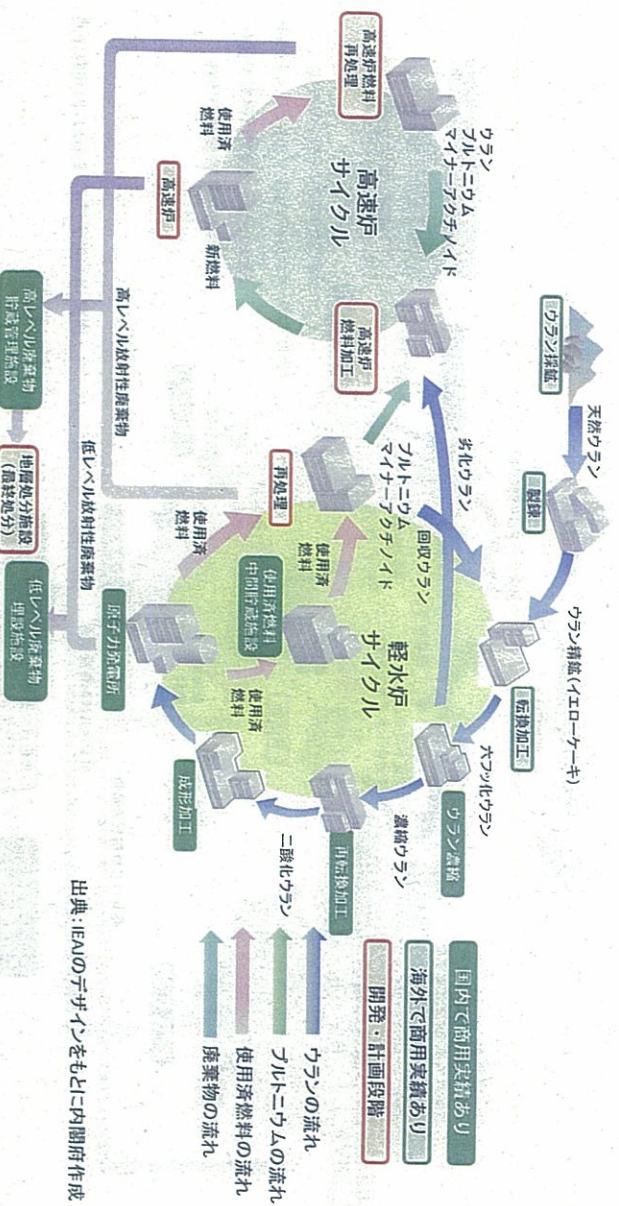 ウラン採鉱
天然ウラン
製錬
ウラン精鉱(イエローケーキ)
転換加工
六フッ化ウラン
ウラン濃縮
濃縮ウラン
再転換加工
二酸化ウラン
成形加工
原子力発電所
使用済
燃料
使用済燃料
中間貯蔵施設
使用済
燃料
使用済
燃料
再処理
軽水炉
サイクル
回収ウラン
劣化ウラン
プルトニウム
マイナーアクチノイド
高速炉
燃料加工
高速炉
サイクル
新燃料
高速炉
使用済
燃料
高速炉燃料
再処理
ウラン
プルトニウム
マイナーアクチノイド
高レベル放射性廃棄物
低レベル放射性廃棄物
高レベル廃棄物
貯蔵管理施設
地層処分施設
(最終処分)
低レベル廃棄物
埋設施設
国内で商用実績あり
海外で商用実績あり
開発・計画段階
ウランの流れ
プルトニウムの流れ
使用済燃料の流れ
廃棄物の流れ
出典:IEAJのデザインをもとに内閣府作成